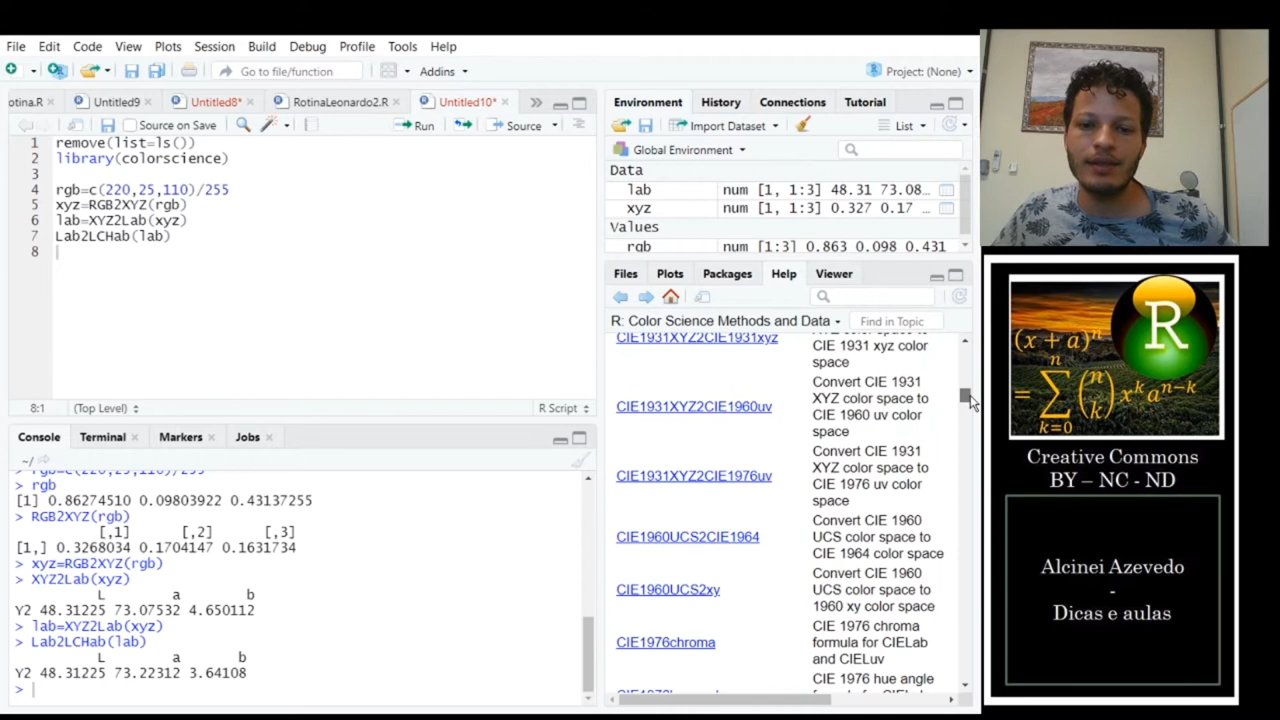 File Edit Code View Plots Session Build Debug Profile Tools Help
Go to file/function
Addins
Project: (None)
otina.R
Untitled9
Untitled8*
RotinaLeonardo2.R
Untitled10*
Source on Save
Run
Source
1 remove(list=ls())
2 library(colorscience)
3
4 rgb=c(220,25,110)/255
5 xyz=RGB2XYZ(rgb)
6 lab=XYZ2Lab(xyz)
7 Lab2LCHab(lab)
8
8:1 (Top Level) R Script
Console Terminal Markers Jobs
~/
> rgb=c(220,25,110)/255
> rgb
[1] 0.86274510 0.09803922 0.43137255
> RGB2XYZ(rgb)
[,1] [,2] [,3]
[1,] 0.3268034 0.1704147 0.1631734
> xyz=RGB2XYZ(rgb)
> XYZ2Lab(xyz)
L a b
Y2 48.31225 73.07532 4.650112
> lab=XYZ2Lab(xyz)
> Lab2LCHab(lab)
L a b
Y2 48.31225 73.22312 3.64108
>
Environment History Connections Tutorial
Import Dataset
List
Global Environment
Data
lab num [1, 1:3] 48.31 73.08…
xyz num [1, 1:3] 0.327 0.17 …
Values
rgb num [1:3] 0.863 0.098 0.431
Files Plots Packages Help Viewer
R: Color Science Methods and Data
Find in Topic
CIE1931XYZ2CIE1931xyz
XYZ color space to
CIE 1931 xyz color
space
Convert CIE 1931
XYZ color space to
CIE1931XYZ2CIE1960uv
CIE 1960 uv color
space
Convert CIE 1931
XYZ color space to
CIE1931XYZ2CIE1976uv
CIE 1976 uv color
space
Convert CIE 1960
CIE1960UCS2CIE1964
UCS color space to
CIE 1964 color space
Convert CIE 1960
CIE1960UCS2xy
UCS color space to
1960 xy color space
CIE 1976 chroma
CIE1976chroma
formula for CIELab
and CIELuv
CIE 1976 hue angle
(x + a)^n
= ∑_{k=0}^{n} (n k) x^k a^{n−k}
R
Creative Commons
BY – NC - ND
Alcinei Azevedo
-
Dicas e aulas